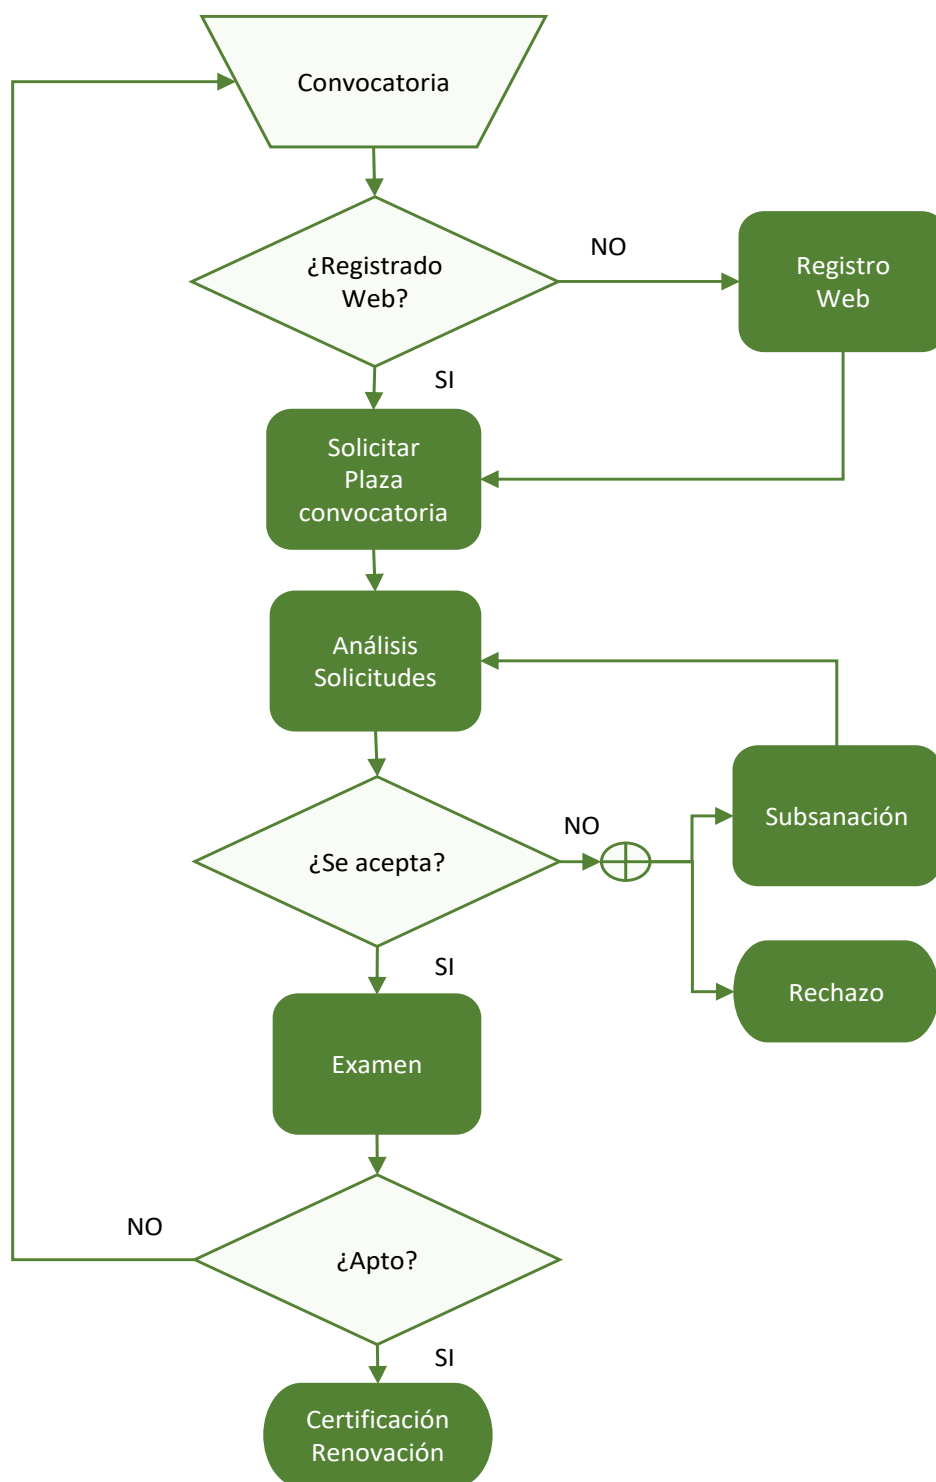 Convocatoria
¿Registrado
Web?
NO
Registro
Web
SI
Solicitar
Plaza
convocatoria
Análisis
Solicitudes
¿Se acepta?
NO
Subsanación
Rechazo
SI
Examen
NO
¿Apto?
SI
Certificación
Renovación